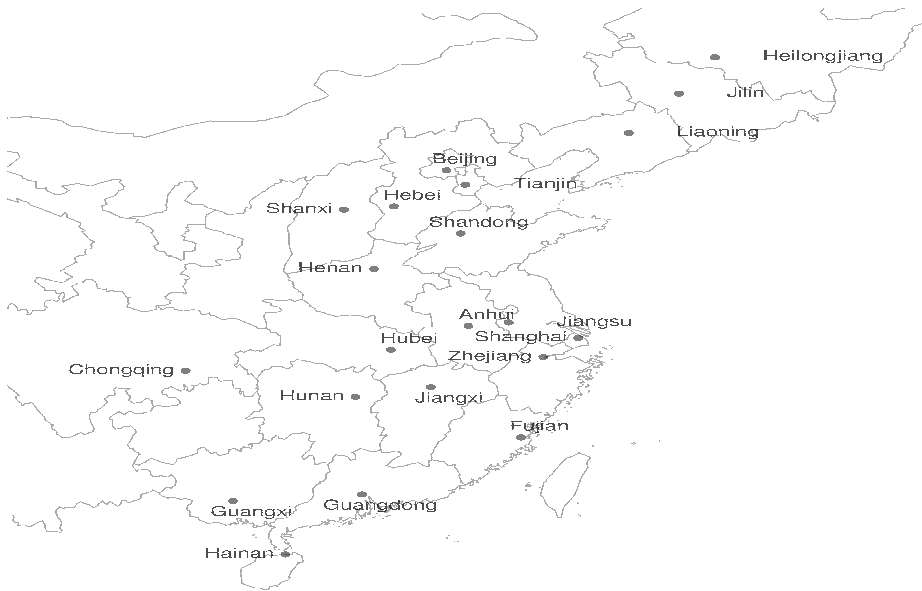 Heilongjiang
Jilin
Liaoning
Beijing
Tianjin
Hebei
Shanxi
Shandong
Henan
Anhui
Jiangsu
Shanghai
Hubei
Zhejiang
Chongqing
Hunan
Jiangxi
Fujian
Guangdong
Guangxi
Hainan